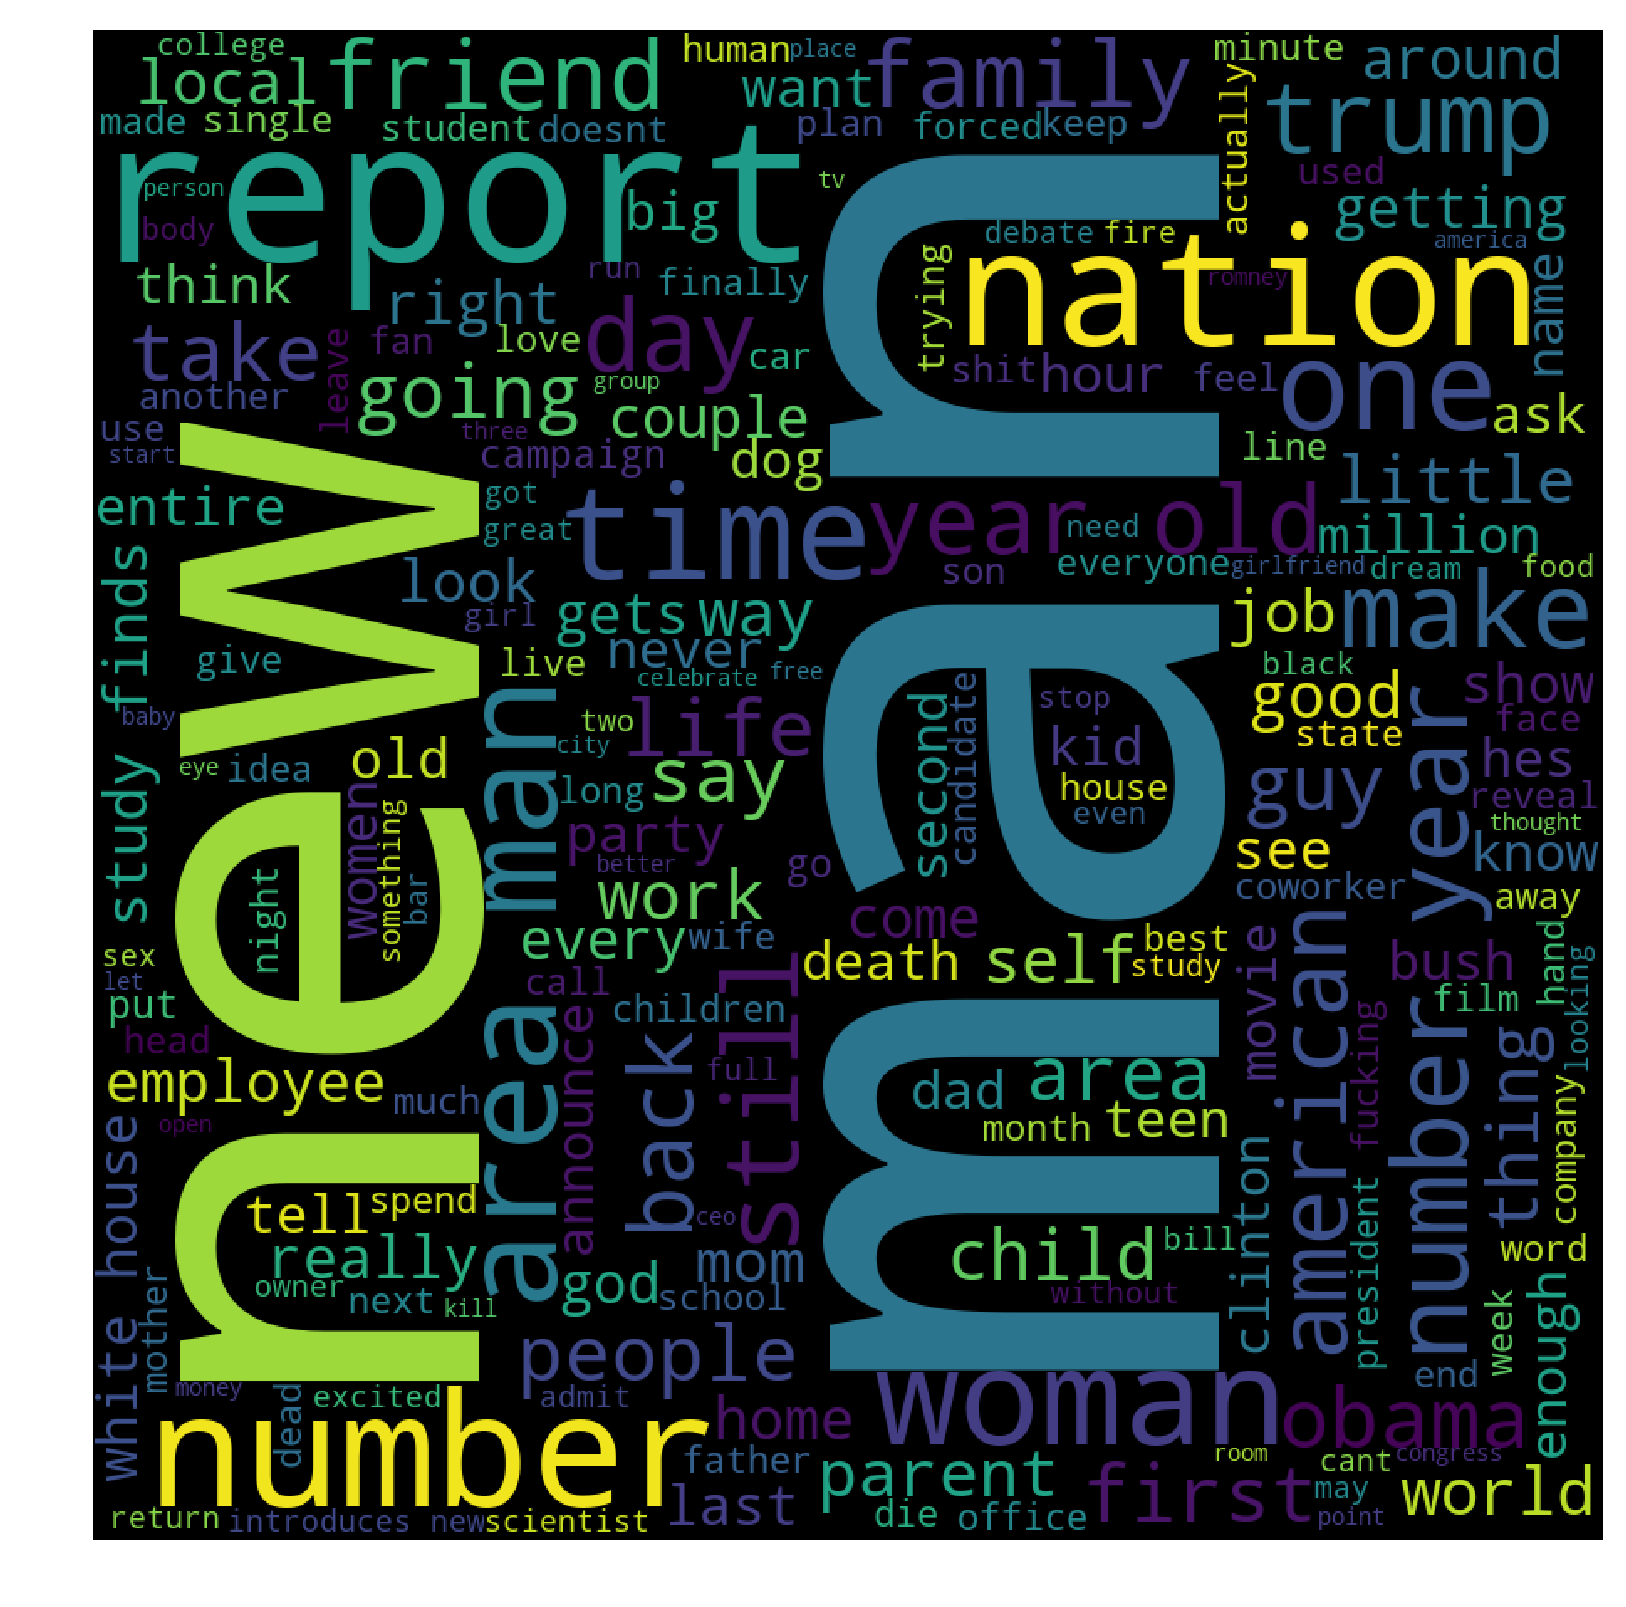 college
local
friend
human
place
want
family
minute
around
made
single
student
doesnt
plan
forced
keep
actually
trump
report
person
body
big
tv
used
getting
debate
fire
america
nation
trying
romney
name
think
right
run
finally
day
take
another
fan
leave
love
going
car
group
couple
shit
hour
feel
one
ask
use
start
three
campaign
dog
line
little
entire
got
great
time
year old
need
million
finds
look
everyone
son
girlfriend
dream
food
girl
gets
way
job
make
study
give
live
never
celebrate
free
black
good
show
baby
new
man
area man
two
city
life
second
candidate
stop
kid
state
face
eye
idea
old
women
something
long
say
house
even
guy
hes
reveal
thought
night
bar
party
better
go
work
see
know
coworker
number year
away
sex
let
put
every
wife
come
death
self
best
study
movie
american
bush
film
hand
looking
head
call
children
employee
much
announce
back
full
still
dad
area
month
teen
fucking
thing
company
open
white house
mother
tell
spend
really
owner
next
kill
god
ceo
mom
school
child
bill
without
clinton
president
word
week
enough
money
excited
people
admit
woman
end
number
dead
home
obama
father
parent
room
cant
congress
return
introduces new
scientist
last
die
office
first
may
point
world